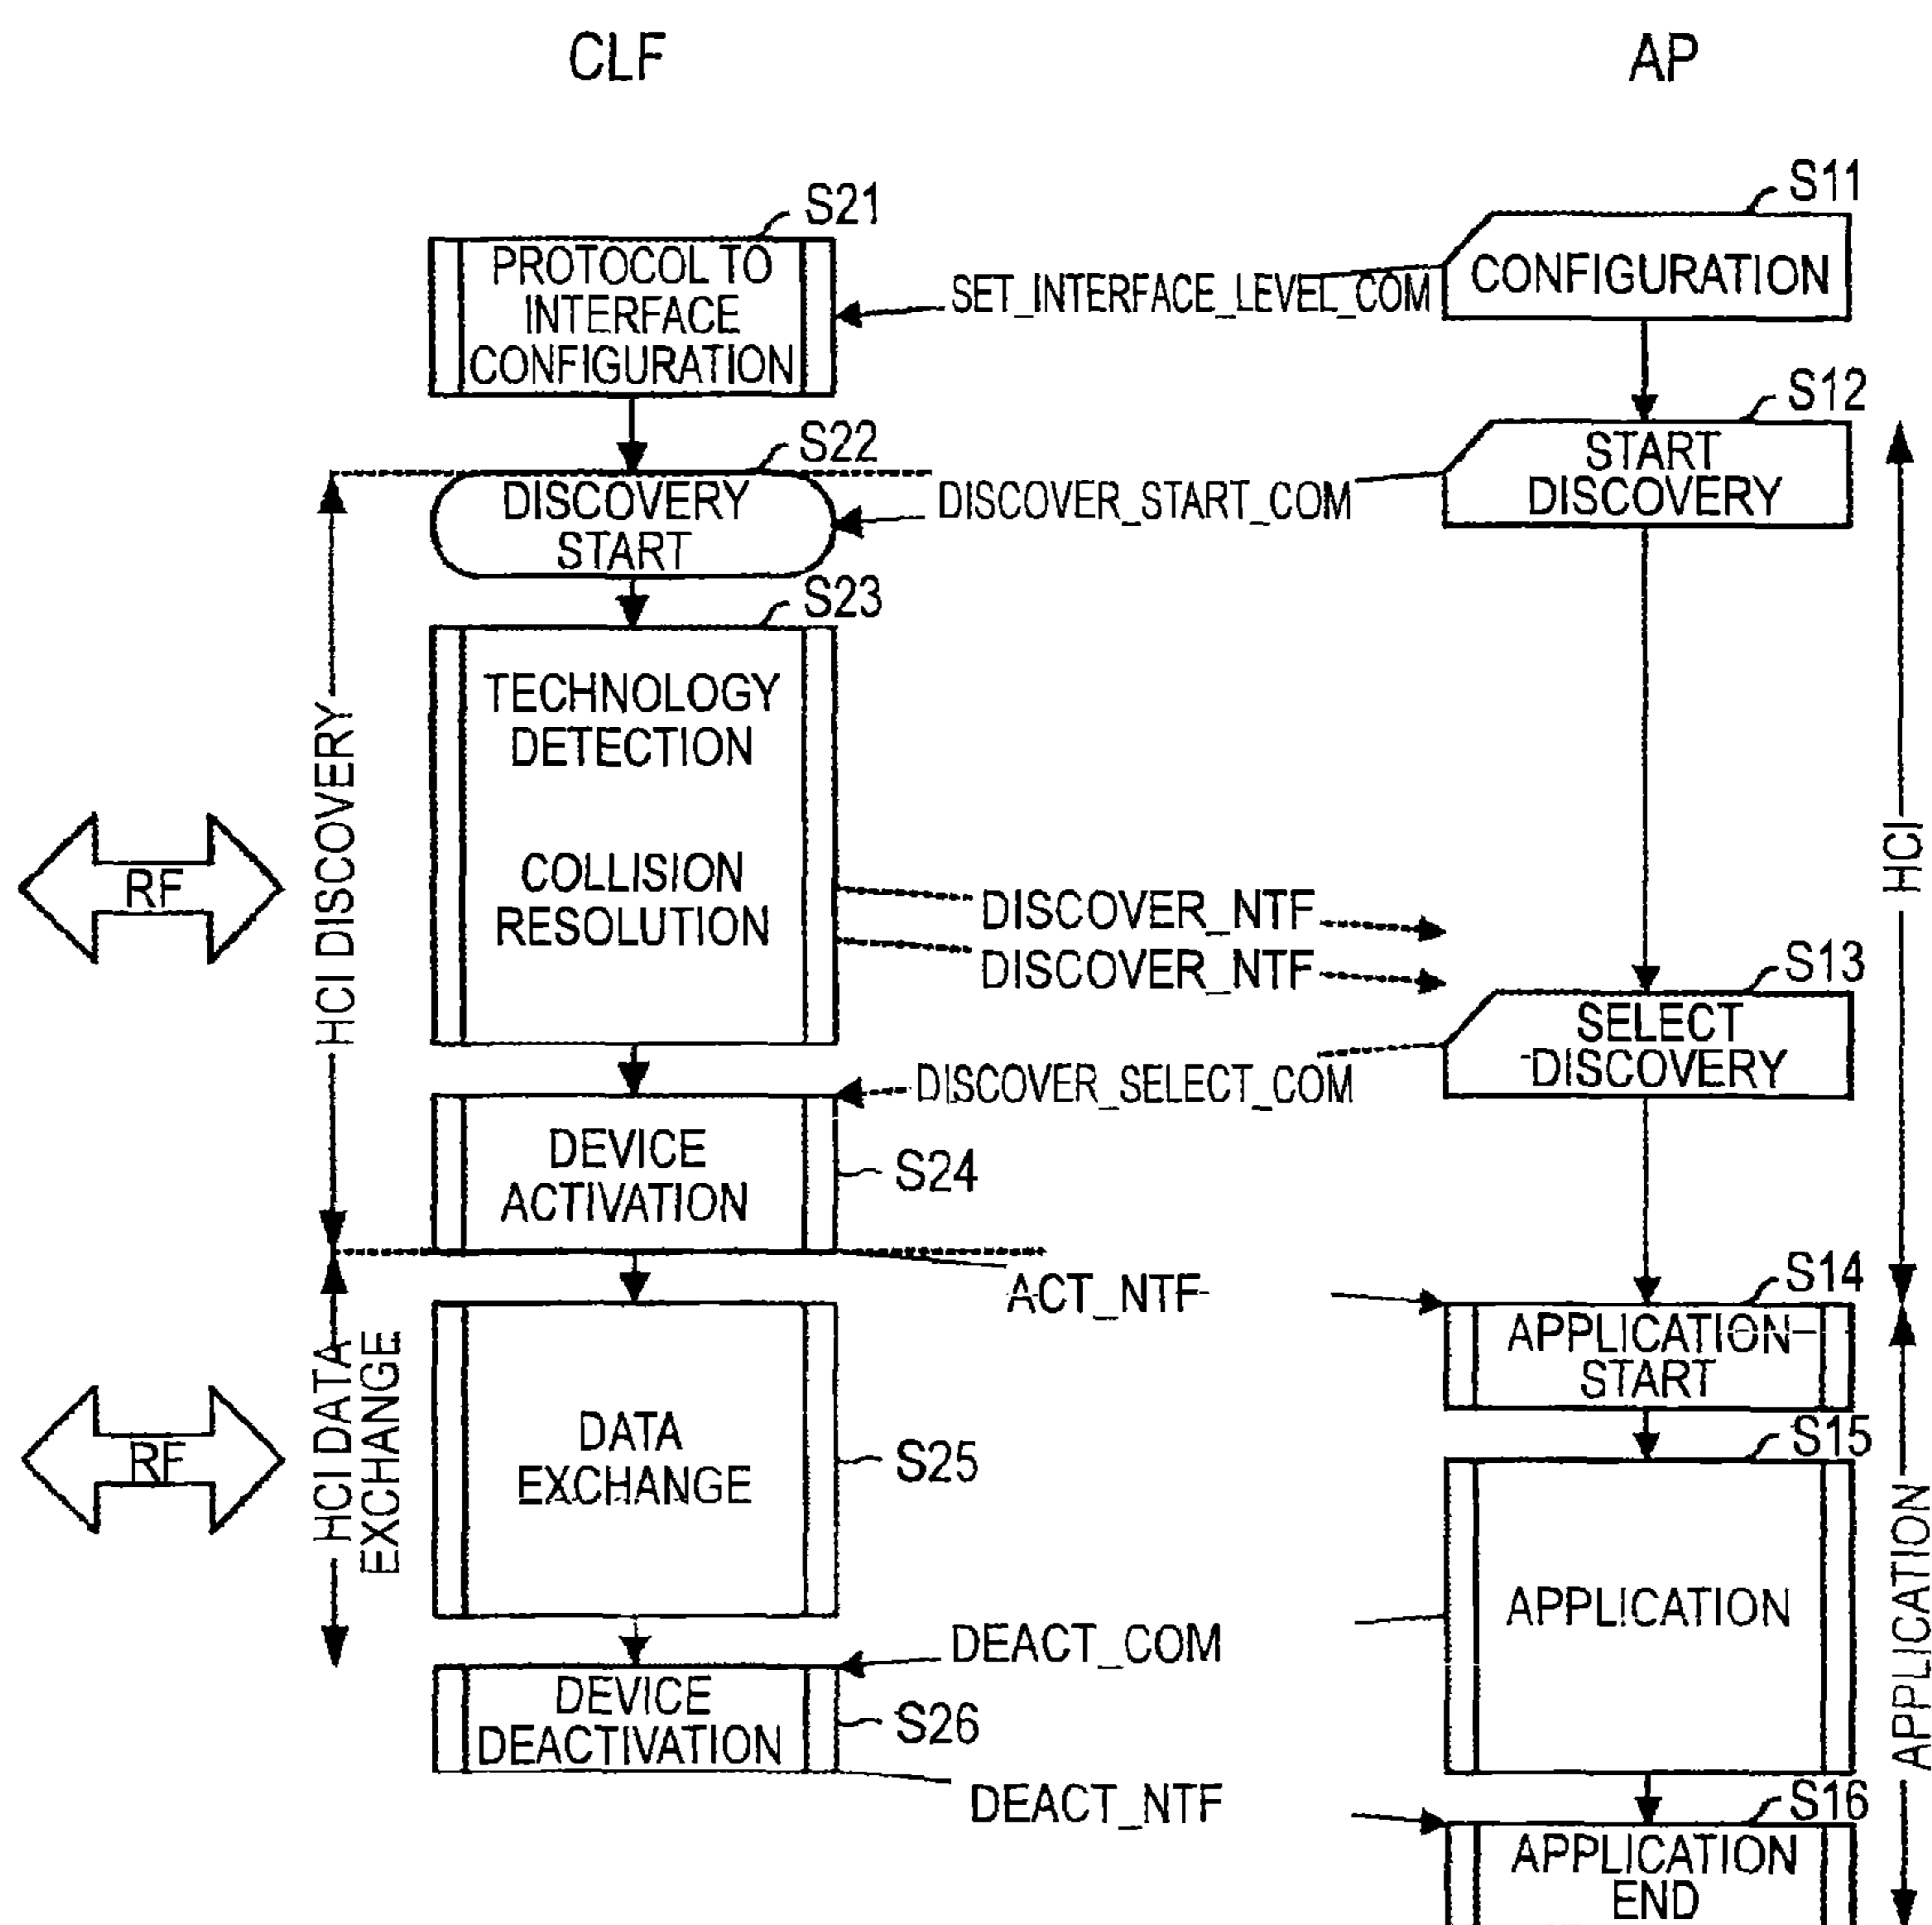 CLF
AP
S11
S21
PROTOCOL TO
INTERFACE
CONFIGURATION
SET_INTERFACE_LEVEL_COM
CONFIGURATION
S12
S22
DISCOVERY
START
DISCOVER_START_COM
START
DISCOVERY
S23
TECHNOLOGY
DETECTION
COLLISION
RESOLUTION
RF
HCI DISCOVERY
DISCOVER_NTF
DISCOVER_NTF
HCI
S13
SELECT
DISCOVERY
DISCOVER_SELECT_COM
DEVICE
ACTIVATION
S24
ACT_NTF
S14
APPLICATION
START
S15
RF
HCI DATA
EXCHANGE
DATA
EXCHANGE
S25
APPLICATION
APPLICATION
DEACT_COM
DEVICE
DEACTIVATION
S26
DEACT_NTF
S16
APPLICATION
END